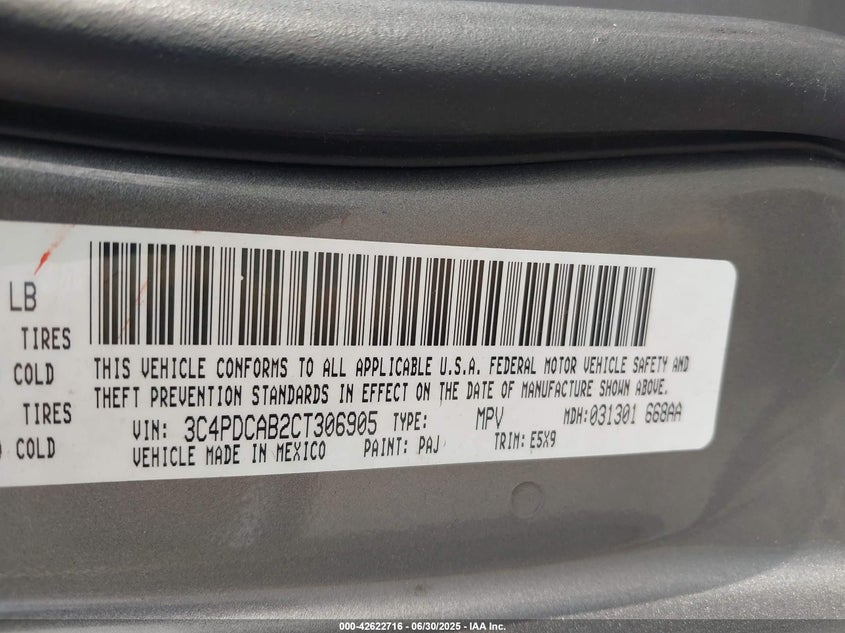 LB
TIRES
COLD
TIRES
COLD
THIS VEHICLE CONFORMS TO ALL APPLICABLE U.S.A. FEDERAL MOTOR VEHICLE SAFETY AND
THEFT PREVENTION STANDARDS IN EFFECT ON THE DATE OF MANUFACTURE SHOWN ABOVE.
VIN: 3C4PDCAB2CT306905 TYPE: MPV MDH:031301 668AA
VEHICLE MADE IN MEXICO PAINT: PAJ TRIM: E5X9
000-42622716 - 06/30/2025 - IAA Inc.